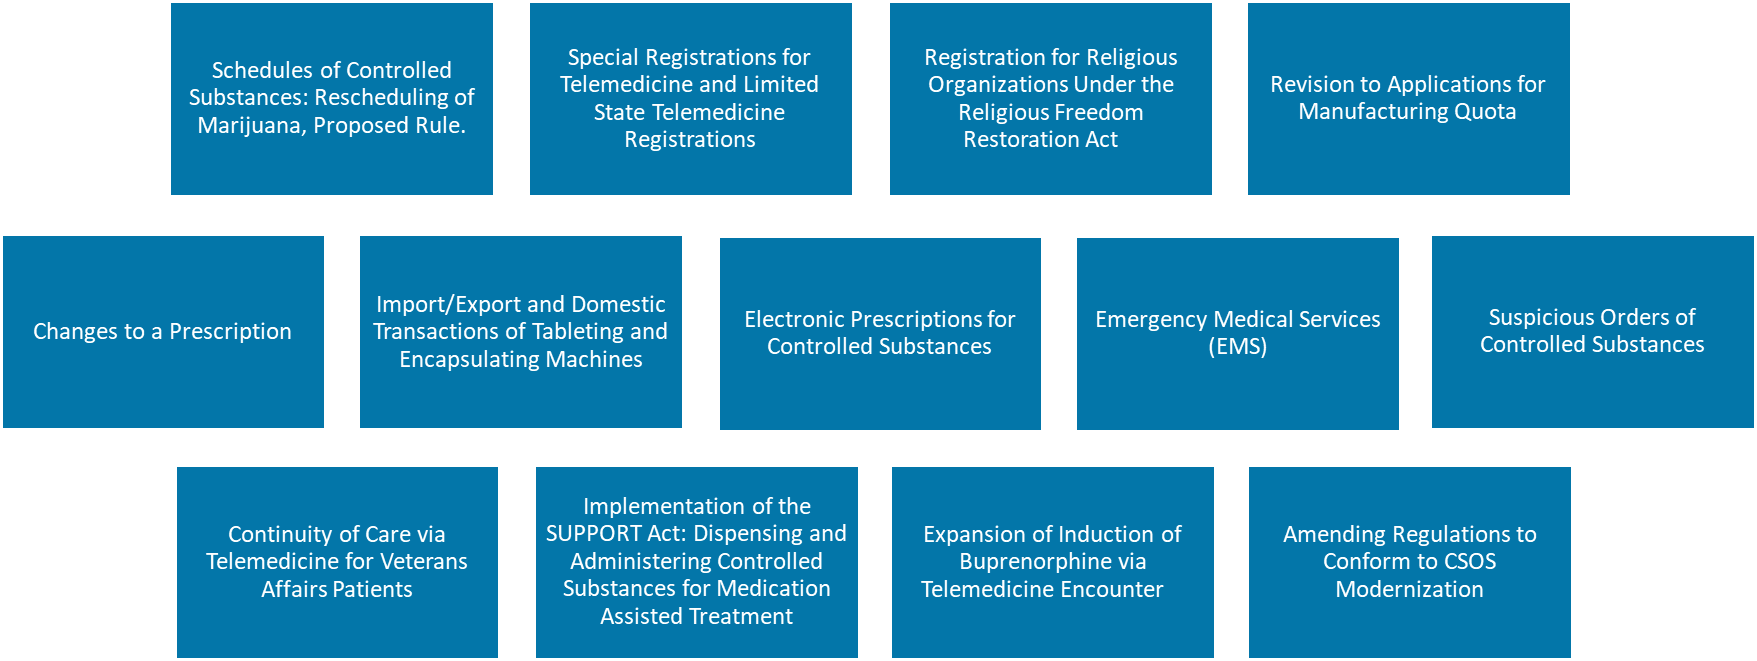 Schedules of Controlled
Substances: Rescheduling of
Marijuana, Proposed Rule.
Special Registrations for
Telemedicine and Limited
State Telemedicine
Registrations
Registration for Religious
Organizations Under the
Religious Freedom
Restoration Act
Revision to Applications for
Manufacturing Quota
Changes to a Prescription
Import/Export and Domestic
Transactions of Tableting and
Encapsulating Machines
Electronic Prescriptions for
Controlled Substances
Emergency Medical Services
(EMS)
Suspicious Orders of
Controlled Substances
Continuity of Care via
Telemedicine for Veterans
Affairs Patients
Implementation of the
SUPPORT Act: Dispensing and
Administering Controlled
Substances for Medication
Assisted Treatment
Expansion of Induction of
Buprenorphine via
Telemedicine Encounter
Amending Regulations to
Conform to CSOS
Modernization